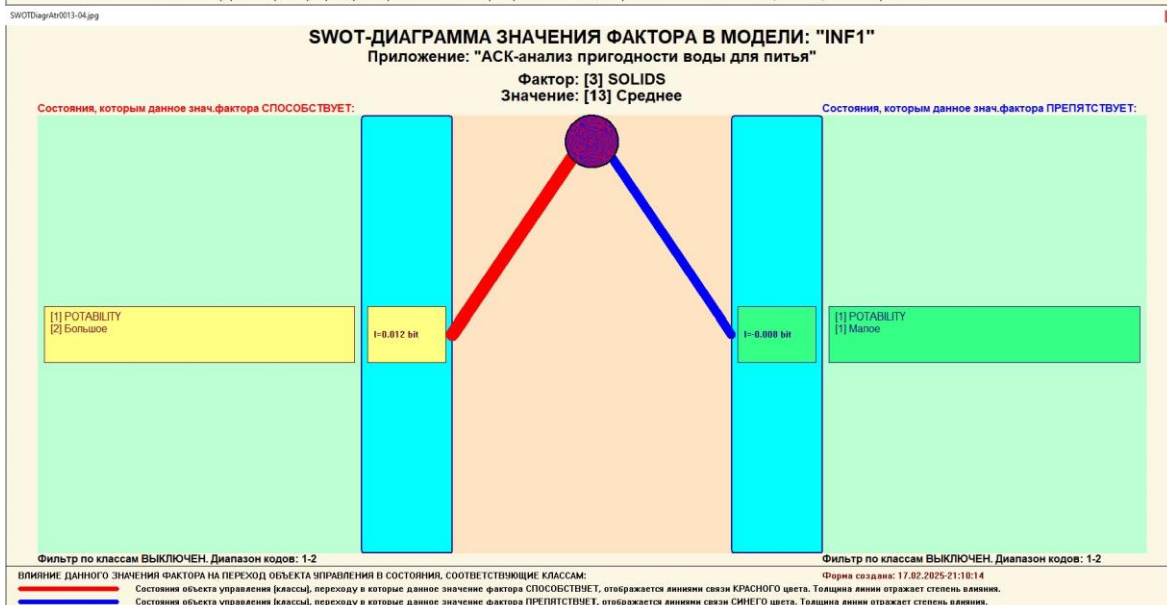 SWOTDiagrAtr0013-04.jpg
SWOT-ДИАГРАММА ЗНАЧЕНИЯ ФАКТОРА В МОДЕЛИ: "INF1"
Приложение: "АСК-анализ пригодности воды для питья"
Фактор: [3] SOLIDS
Значение: [13] Среднее
Состояния, которым данное знач.фактора СПОСОБСТВУЕТ:
Состояния, которым данное знач.фактора ПРЕПЯТСТВУЕТ:
[1] POTABILITY
[2] Большое
I=0.012 bit
I=-0.008 bit
[1] POTABILITY
[1] Малое
Фильтр по классам ВЫКЛЮЧЕН. Диапазон кодов: 1-2
Фильтр по классам ВЫКЛЮЧЕН. Диапазон кодов: 1-2
ВЛИЯНИЕ ДАННОГО ЗНАЧЕНИЯ ФАКТОРА НА ПЕРЕХОД ОБЪЕКТА УПРАВЛЕНИЯ В СОСТОЯНИЯ, СООТВЕТСТВУЮЩИЕ КЛАССАМ:
Форма создана: 17.02.2025-21:10:14
Состояния объекта управления (классы), переходу в которые данное значение фактора СПОСОБСТВУЕТ, отображается линиями связи КРАСНОГО цвета. Толщина линии отражает степень влияния.
Состояния объекта управления (классы), переходу в которые данное значение фактора ПРЕПЯТСТВУЕТ, отображается линиями связи СИНЕГО цвета. Толщина линии отражает степень влияния.